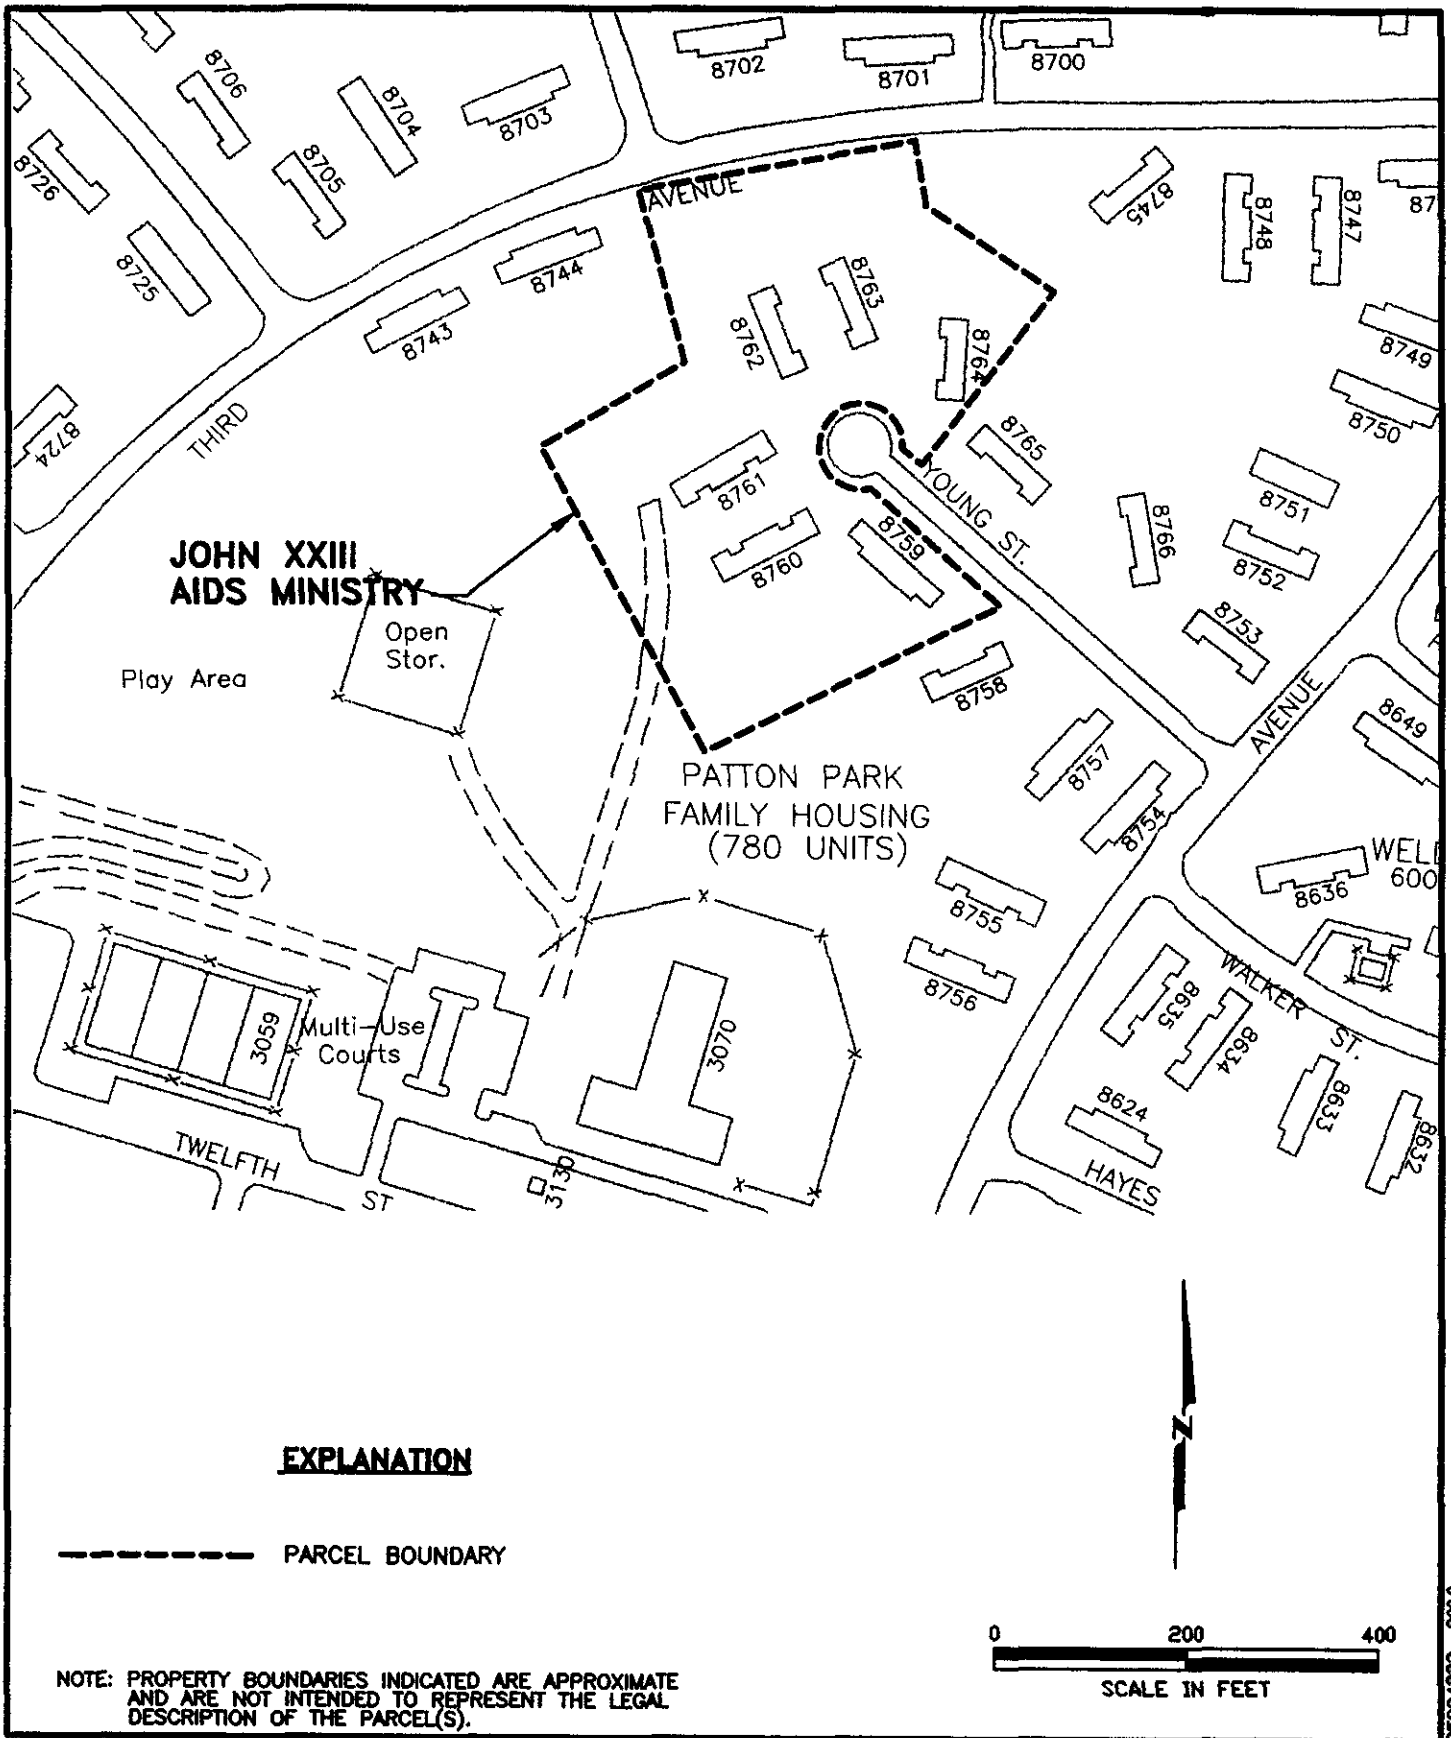 8702
8701
8700
8706
8704
8703
8705
8726
8725
8745
8748
8747
87
AVENUE
8744
8743
8763
8762
8764
8749
8750
8724
THIRD
8765
8761
8751
YOUNG ST.
8766
8759
8760
8752
8753
JOHN XXIII
AIDS MINISTRY
Open
Stor.
Play Area
8758
AVENUE
8649
8757
8754
PATTON PARK
FAMILY HOUSING
(780 UNITS)
WEL
600
8636
8755
8756
WALKER ST.
8635
8634
8633
8632
8624
HAYES
3059
Multi-Use
Courts
3070
TWELFTH
ST
3130
N
EXPLANATION
PARCEL BOUNDARY
0 200 400
SCALE IN FEET
NOTE: PROPERTY BOUNDARIES INDICATED ARE APPROXIMATE
AND ARE NOT INTENDED TO REPRESENT THE LEGAL
DESCRIPTION OF THE PARCEL(S).